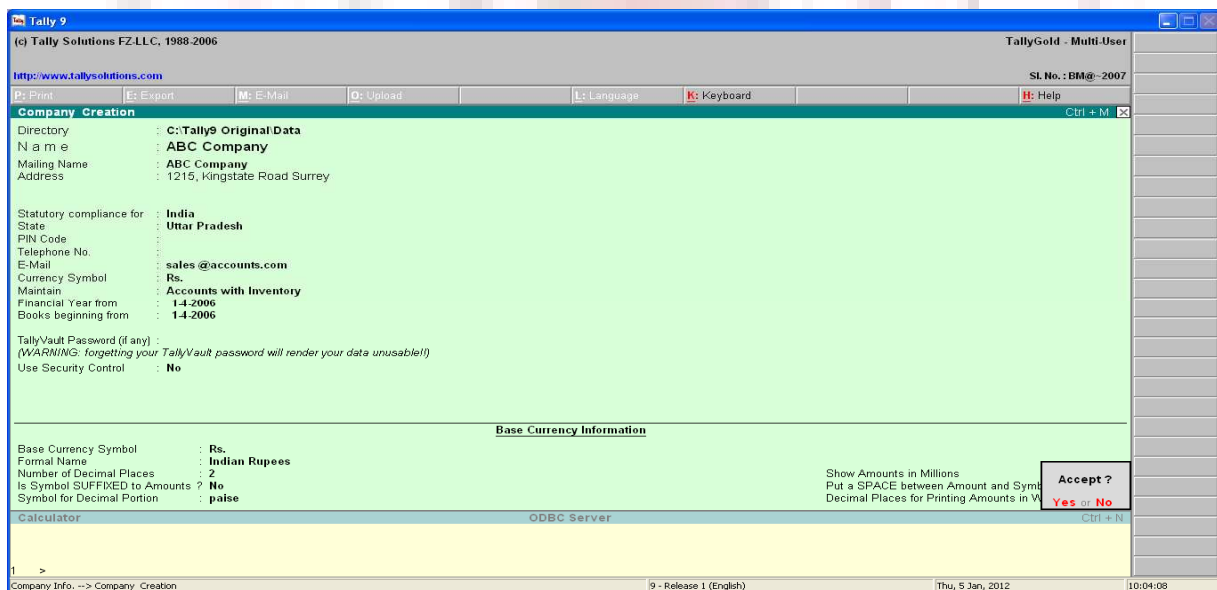 Tally 9
(c) Tally Solutions FZ-LLC, 1988-2006 TallyGold - Multi-User
http://www.tallysolutions.com Sl. No. : BM@~2007
P: Print E: Export M: E-Mail O: Upload L: Language K: Keyboard H: Help
Company Creation Ctrl + M
Directory : C:\Tally9 Original\Data
Name : ABC Company
Mailing Name : ABC Company
Address : 1215, Kingstate Road Surrey
Statutory compliance for : India
State : Uttar Pradesh
PIN Code :
Telephone No. :
E-Mail : sales @accounts.com
Currency Symbol : Rs.
Maintain : Accounts with Inventory
Financial Year from : 1-4-2006
Books beginning from : 1-4-2006
TallyVault Password (if any) :
(WARNING: forgetting your TallyVault password will render your data unusable!!)
Use Security Control : No
Base Currency Information
Base Currency Symbol : Rs.
Formal Name : Indian Rupees
Number of Decimal Places : 2 Show Amounts in Millions
Is Symbol SUFFIXED to Amounts ? No Put a SPACE between Amount and Symb
Symbol for Decimal Portion : paise Decimal Places for Printing Amounts in W
Accept ?
Yes or No
Calculator ODBC Server Ctrl + N
1 >
Company Info. --> Company Creation 9 - Release 1 (English) Thu, 5 Jan, 2012 10:04:08